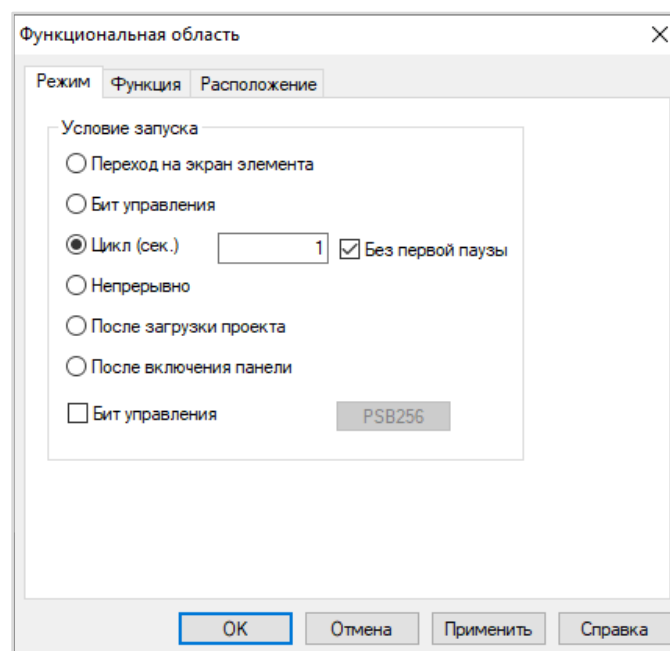 Функциональная область
Режим Функция Расположение
Условие запуска
Переход на экран элемента
Бит управления
Цикл (сек.) 1 Без первой паузы
Непрерывно
После загрузки проекта
После включения панели
Бит управления PSB256
OK Отмена Применить Справка